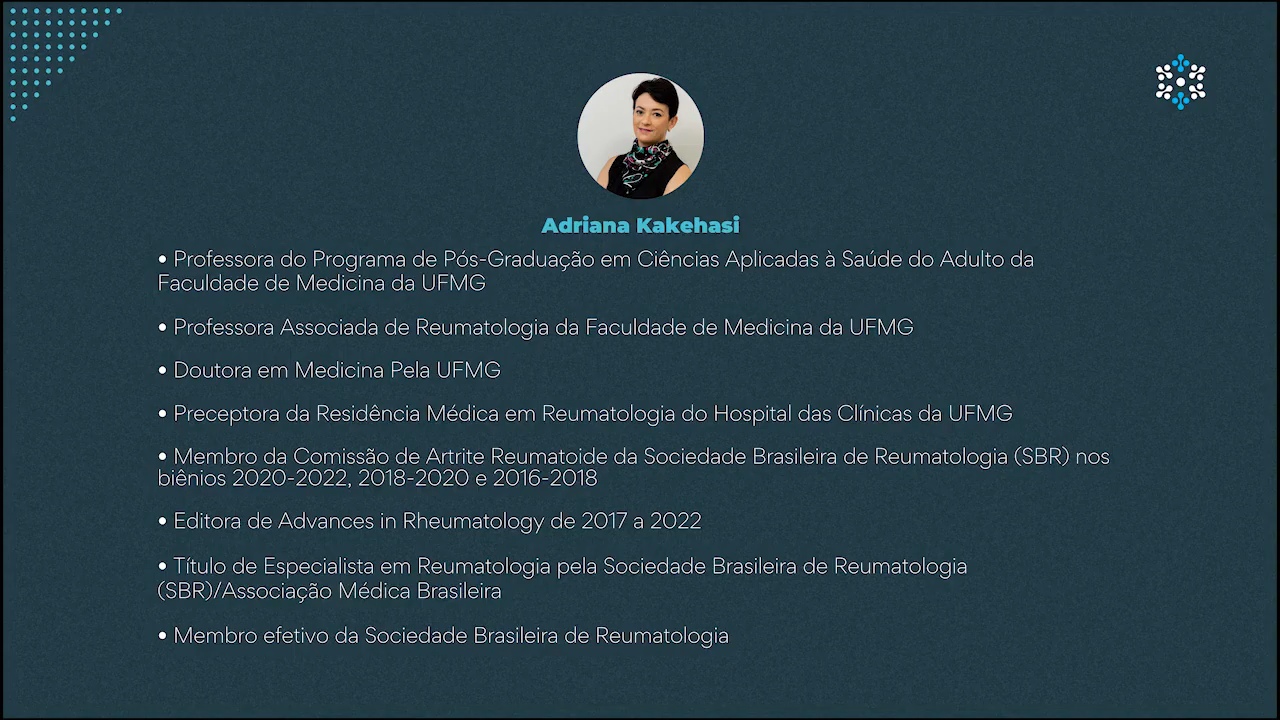 Adriana Kakehasi
• Professora do Programa de Pós-Graduação em Ciências Aplicadas à Saúde do Adulto da
Faculdade de Medicina da UFMG
• Professora Associada de Reumatologia da Faculdade de Medicina da UFMG
• Doutora em Medicina Pela UFMG
• Preceptora da Residência Médica em Reumatologia do Hospital das Clínicas da UFMG
• Membro da Comissão de Artrite Reumatoide da Sociedade Brasileira de Reumatologia (SBR) nos
biênios 2020-2022, 2018-2020 e 2016-2018
• Editora de Advances in Rheumatology de 2017 a 2022
• Título de Especialista em Reumatologia pela Sociedade Brasileira de Reumatologia
(SBR)/Associação Médica Brasileira
• Membro efetivo da Sociedade Brasileira de Reumatologia